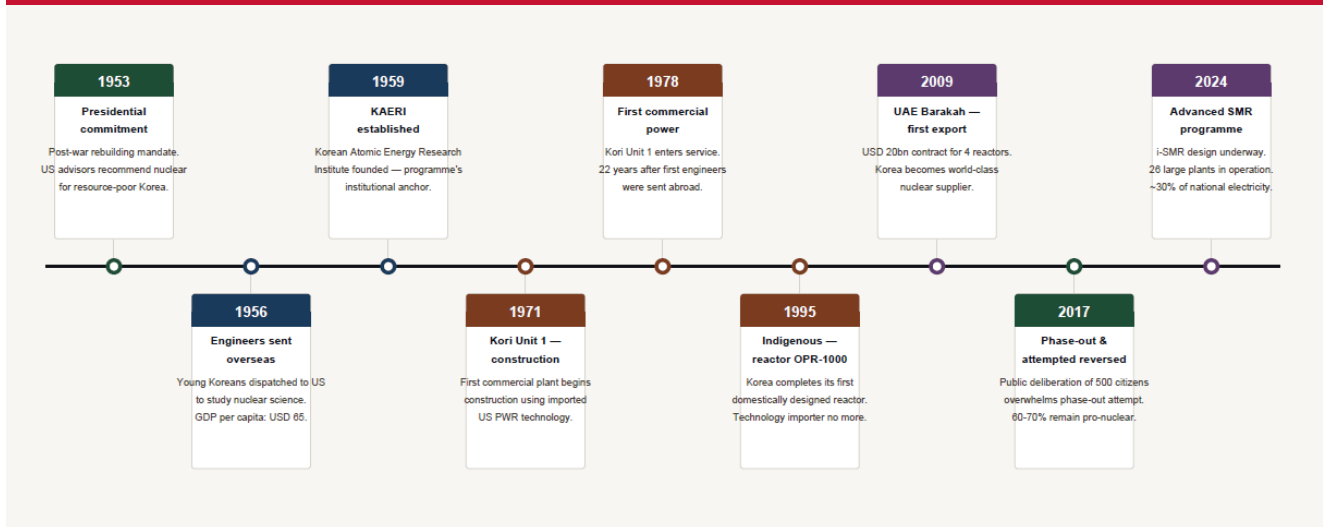 1953
Presidential
commitment
Post-war rebuilding mandate.
US advisors recommend nuclear
for resource-poor Korea.
1956
Engineers sent
overseas
Young Koreans dispatched to US
to study nuclear science.
GDP per capita: USD 65.
1959
KAERI
established
Korean Atomic Energy Research
Institute founded — programme's
institutional anchor.
1971
Kori Unit 1 —
construction
First commercial plant begins
construction using imported
US PWR technology.
1978
First commercial
power
Kori Unit 1 enters service.
22 years after first engineers
were sent abroad.
1995
Indigenous —
reactor OPR-1000
Korea completes its first
domestically designed reactor.
Technology importer no more.
2009
UAE Barakah —
first export
USD 20bn contract for 4 reactors.
Korea becomes world-class
nuclear supplier.
2017
Phase-out &
attempted reversed
Public deliberation of 500 citizens
overwhelms phase-out attempt.
60-70% remain pro-nuclear.
2024
Advanced SMR
programme
i-SMR design underway.
26 large plants in operation.
~30% of national electricity.